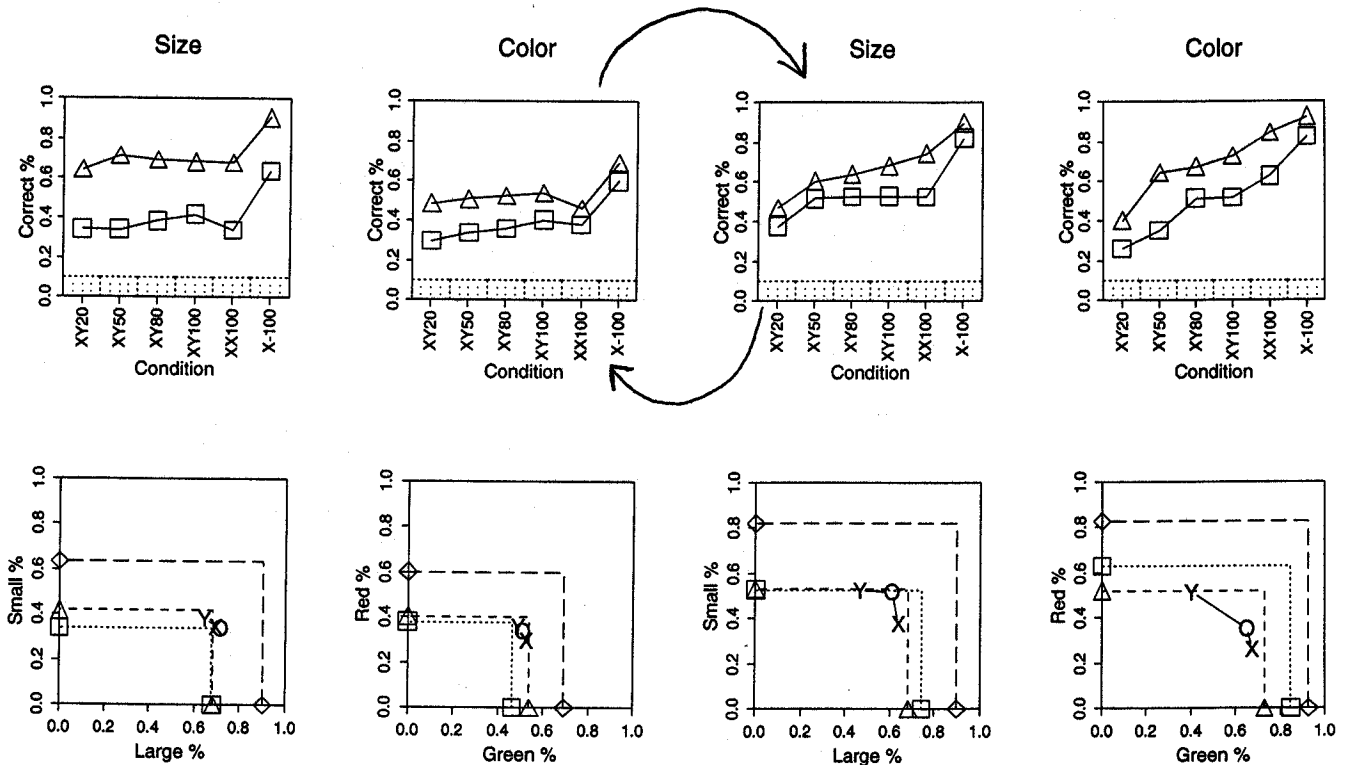 Size Color Size Color
Correct % 0.0 0.2 0.4 0.6 0.8 1.0
XY20 XY50 XY80 XY100 XX100 X-100
Condition
Correct % 0.0 0.2 0.4 0.6 0.8 1.0
XY20 XY50 XY80 XY100 XX100 X-100
Condition
Correct % 0.0 0.2 0.4 0.6 0.8 1.0
XY20 XY50 XY80 XY100 XX100 X-100
Condition
Correct % 0.0 0.2 0.4 0.6 0.8 1.0
XY20 XY50 XY80 XY100 XX100 X-100
Condition
Small % 0.0 0.2 0.4 0.6 0.8 1.0
Y X
0.0 0.2 0.4 0.6 0.8 1.0
Large %
Red % 0.0 0.2 0.4 0.6 0.8 1.0
Y X
0.0 0.2 0.4 0.6 0.8 1.0
Green %
Small % 0.0 0.2 0.4 0.6 0.8 1.0
Y X
0.0 0.2 0.4 0.6 0.8 1.0
Large %
Red % 0.0 0.2 0.4 0.6 0.8 1.0
Y X
0.0 0.2 0.4 0.6 0.8 1.0
Green %